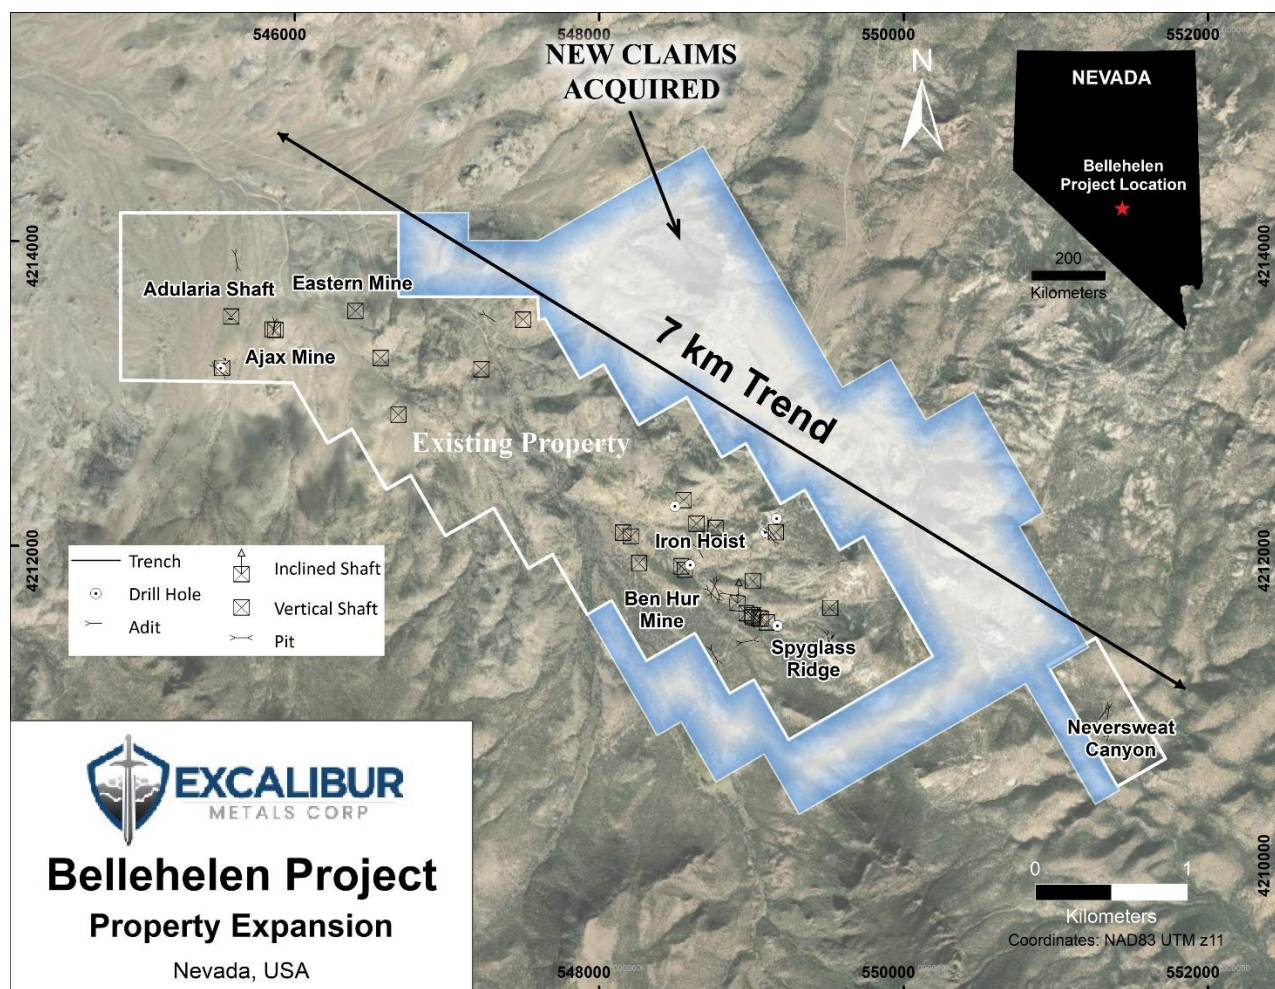 546000
548000
550000
552000
NEW CLAIMS
ACQUIRED
N
NEVADA
Bellehelen
Project Location
200
Kilometers
4214000
4214000
Adularia Shaft
Eastern Mine
Ajax Mine
7 km Trend
Existing Property
4212000
4212000
Iron Hoist
Ben Hur
Mine
Spyglass
Ridge
Neversweat
Canyon
Trench
Drill Hole
Adit
Inclined Shaft
Vertical Shaft
Pit
EXCALIBUR
METALS CORP
Bellehelen Project
Property Expansion
Nevada, USA
4210000
0 1
Kilometers
Coordinates: NAD83 UTM z11
548000
550000
552000